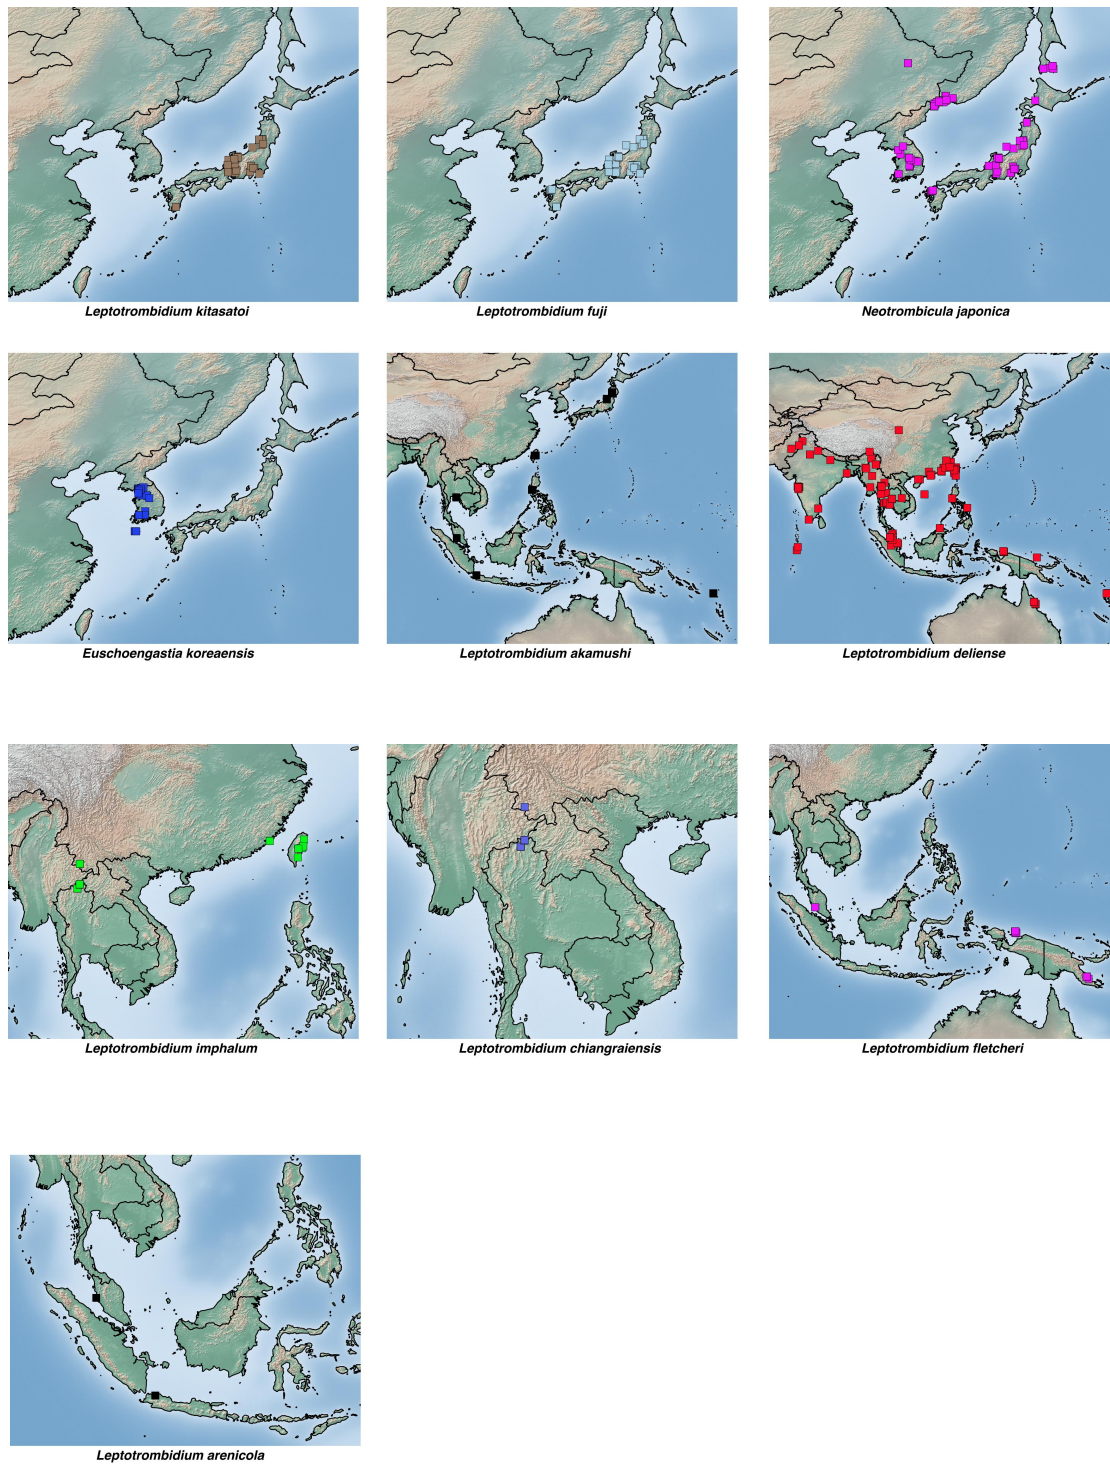 Leptotrombidium kitasatoi
Leptotrombidium fuji
Neotrombicula japonica
Euschoengastia koreaensis
Leptotrombidium akamushi
Leptotrombidium deliense
Leptotrombidium imphalum
Leptotrombidium chiangraiensis
Leptotrombidium fletcheri
Leptotrombidium arenicola